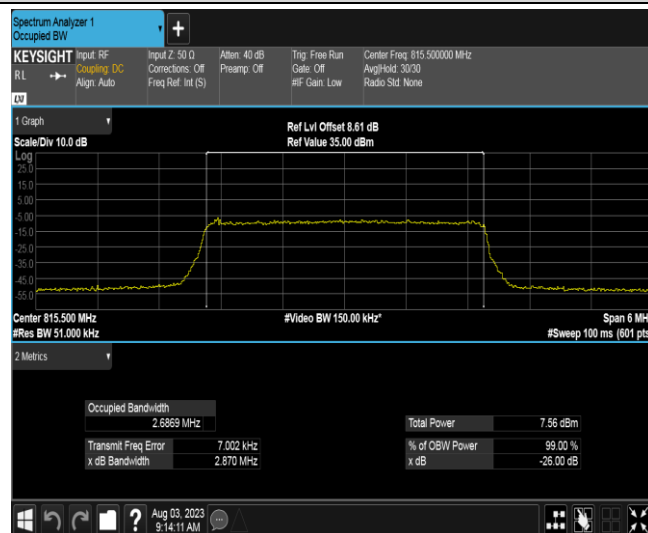 Spectrum Analyzer 1
Occupied BW
+
KEYSIGHT
RL
LXI
Input: RF
Coupling: DC
Align: Auto
Input Z: 50 Ω
Corrections: Off
Freq Ref: Int (S)
Atten: 40 dB
Preamp: Off
Trig: Free Run
Gate: Off
#IF Gain: Low
Center Freq: 815.500000 MHz
Avg|Hold: 30/30
Radio Std: None
1 Graph
Scale/Div 10.0 dB
Ref Lvl Offset 8.61 dB
Ref Value 35.00 dBm
Log
25.0
15.0
5.00
-5.00
-15.0
-25.0
-35.0
-45.0
-55.0
Center 815.500 MHz
#Res BW 51.000 kHz
#Video BW 150.00 kHz*
Span 6 MH
#Sweep 100 ms (601 pts
2 Metrics
Occupied Bandwidth
2.6869 MHz
Total Power 7.56 dBm
Transmit Freq Error 7.002 kHz
% of OBW Power 99.00 %
x dB Bandwidth 2.870 MHz
x dB -26.00 dB
?
Aug 03, 2023
9:14:11 AM